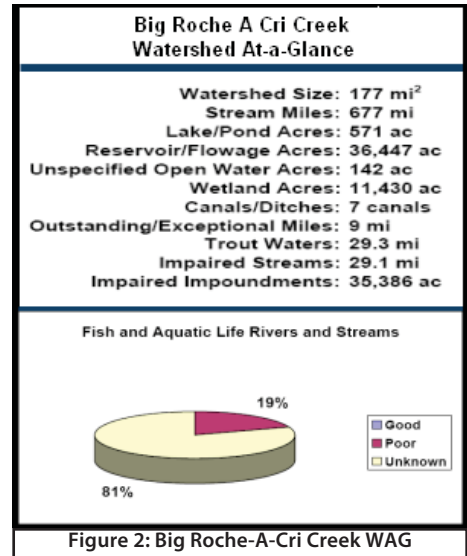 Big Roche A Cri Creek
Watershed At-a-Glance
Watershed Size: 177 mi²
Stream Miles: 677 mi
Lake/Pond Acres: 571 ac
Reservoir/Flowage Acres: 36,447 ac
Unspecified Open Water Acres: 142 ac
Wetland Acres: 11,430 ac
Canals/Ditches: 7 canals
Outstanding/Exceptional Miles: 9 mi
Trout Waters: 29.3 mi
Impaired Streams: 29.1 mi
Impaired Impoundments: 35,386 ac
Fish and Aquatic Life Rivers and Streams
19%
Good
Poor
Unknown
81%
Figure 2: Big Roche-A-Cri Creek WAG